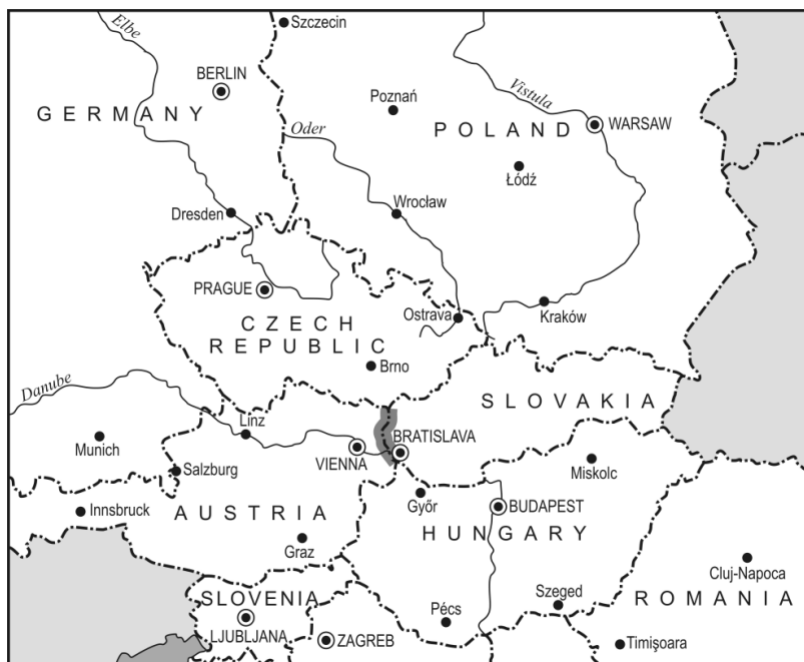 Elbe
Szczecin
BERLIN
GERMANY
Poznań
Vistula
Oder
POLAND
WARSAW
Łódź
Dresden
Wrocław
PRAGUE
Ostrava
Kraków
CZECH
REPUBLIC
Brno
Danube
SLOVAKIA
Linz
Munich
VIENNA
BRATISLAVA
Salzburg
Miskolc
Innsbruck
AUSTRIA
Győr
BUDAPEST
HUNGARY
Graz
Cluj-Napoca
SLOVENIA
Szeged
ROMANIA
Pécs
LJUBLJANA
ZAGREB
Timişoara